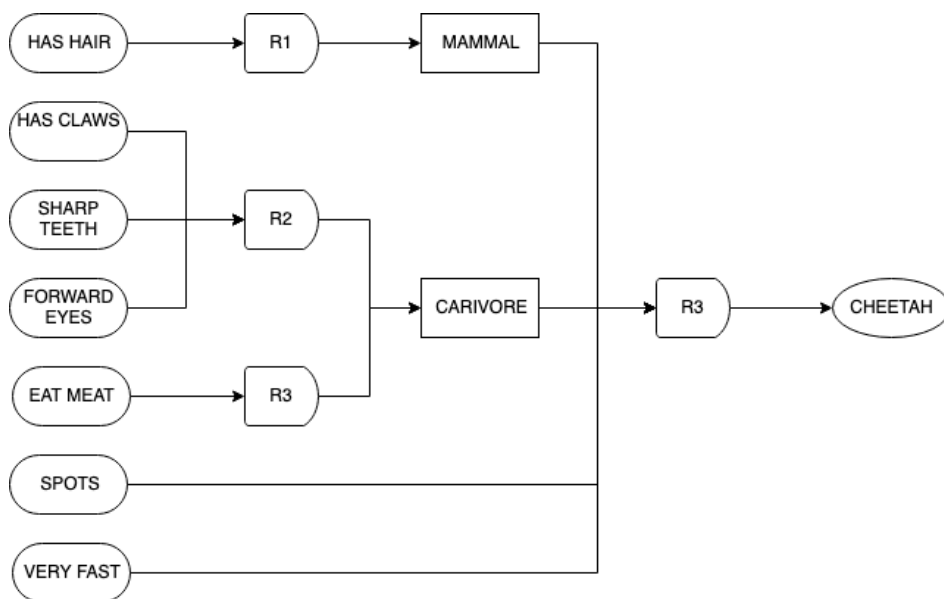 HAS HAIR
R1
MAMMAL
HAS CLAWS
SHARP
TEETH
R2
FORWARD
EYES
CARIVORE
R3
CHEETAH
EAT MEAT
R3
SPOTS
VERY FAST